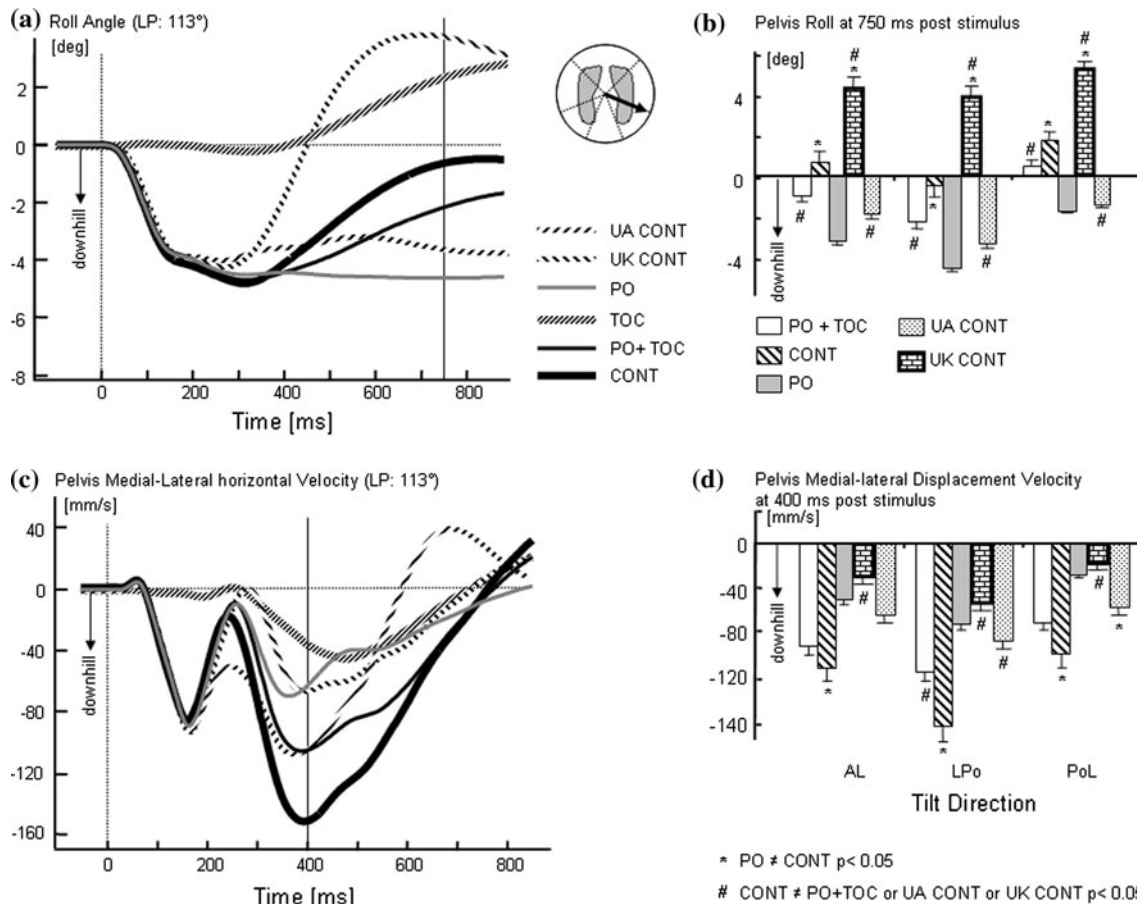 (a) Roll Angle (LP: 113°)
[deg]
2
0
-2
-4
-6
-8
downhill
0 200 400 600 800
Time [ms]
UA CONT
UK CONT
PO
TOC
PO+ TOC
CONT
(b) Pelvis Roll at 750 ms post stimulus
[deg]
4
0
-4
downhill
# * # * # *
* # *
# # * # #
PO + TOC
CONT
PO
UA CONT
UK CONT
(c) Pelvis Medial-Lateral horizontal Velocity (LP: 113°)
[mm/s]
40
0
-40
-80
-120
-160
downhill
0 200 400 600 800
Time [ms]
(d) Pelvis Medial-lateral Displacement Velocity
at 400 ms post stimulus
[mm/s]
0
-40
-80
-120
-140
downhill
# # #
* # * # # * *
AL LPo PoL
Tilt Direction
* PO ≠ CONT p< 0.05
# CONT ≠ PO+TOC or UA CONT or UK CONT p< 0.05